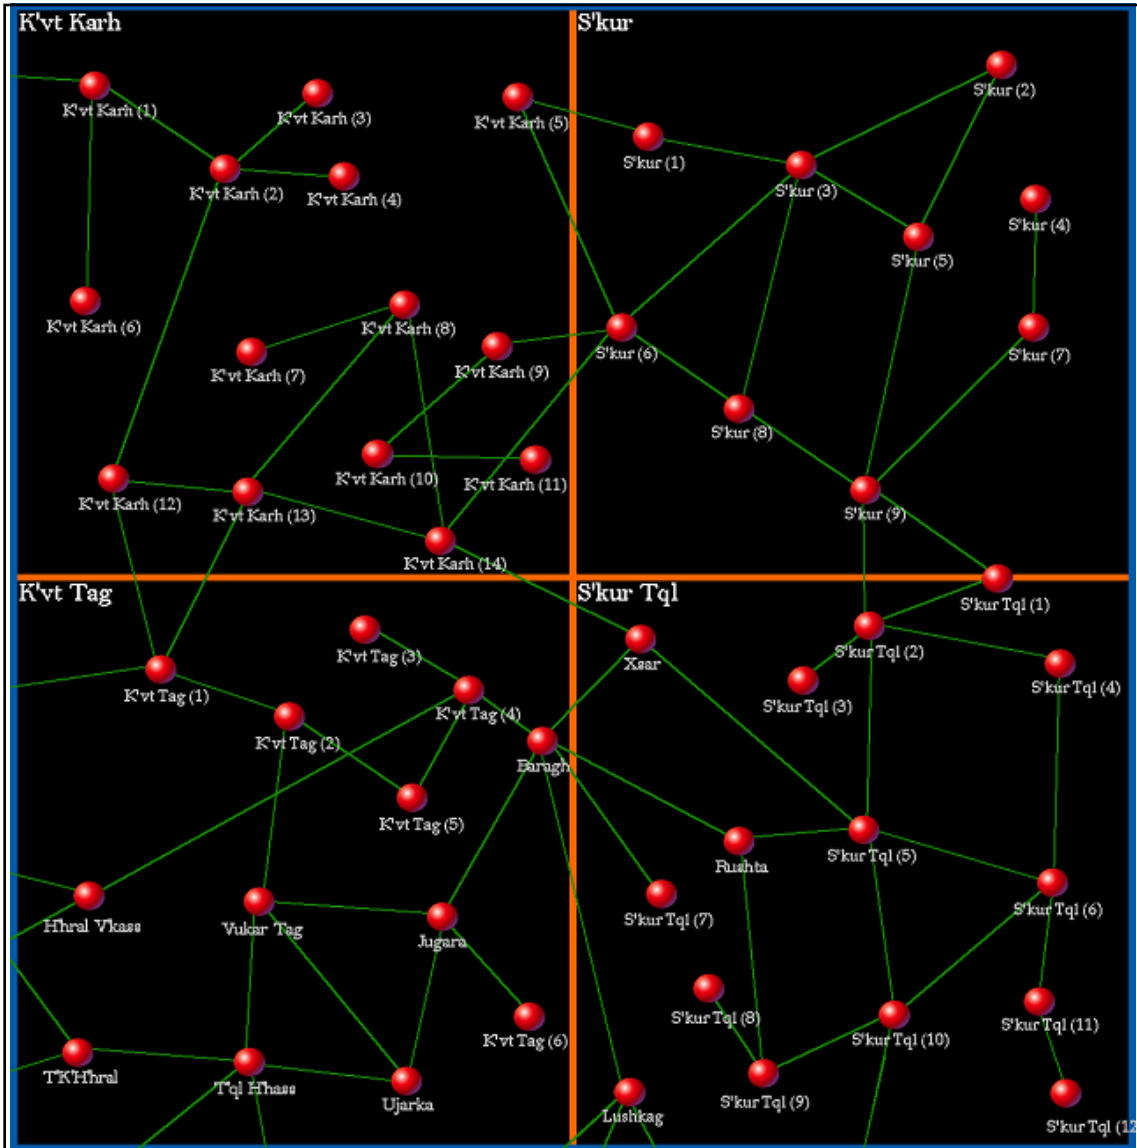 K'vt Karh
S'kur
K'vt Karh (1)
K'vt Karh (3)
K'vt Karh (5)
S'kur (2)
S'kur (1)
K'vt Karh (2)
K'vt Karh (4)
S'kur (3)
S'kur (4)
S'kur (5)
K'vt Karh (6)
K'vt Karh (8)
K'vt Karh (7)
K'vt Karh (9)
S'kur (6)
S'kur (7)
S'kur (8)
K'vt Karh (10)
K'vt Karh (11)
K'vt Karh (12)
K'vt Karh (13)
S'kur (9)
K'vt Karh (14)
K'vt Tag
S'kur Tql
S'kur Tql (1)
K'vt Tag (3)
Xsar
S'kur Tql (2)
S'kur Tql (4)
K'vt Tag (1)
S'kur Tql (3)
K'vt Tag (4)
K'vt Tag (2)
Baragh
K'vt Tag (5)
Rushta
S'kur Tql (5)
S'kur Tql (6)
H'hral V'kass
Vukar Tag
Jugara
S'kur Tql (7)
S'kur Tql (8)
S'kur Tql (11)
K'vt Tag (6)
S'kur Tql (10)
T'K'H'hral
T'ql H'hass
Ujarka
Lushkag
S'kur Tql (9)
S'kur Tql (12